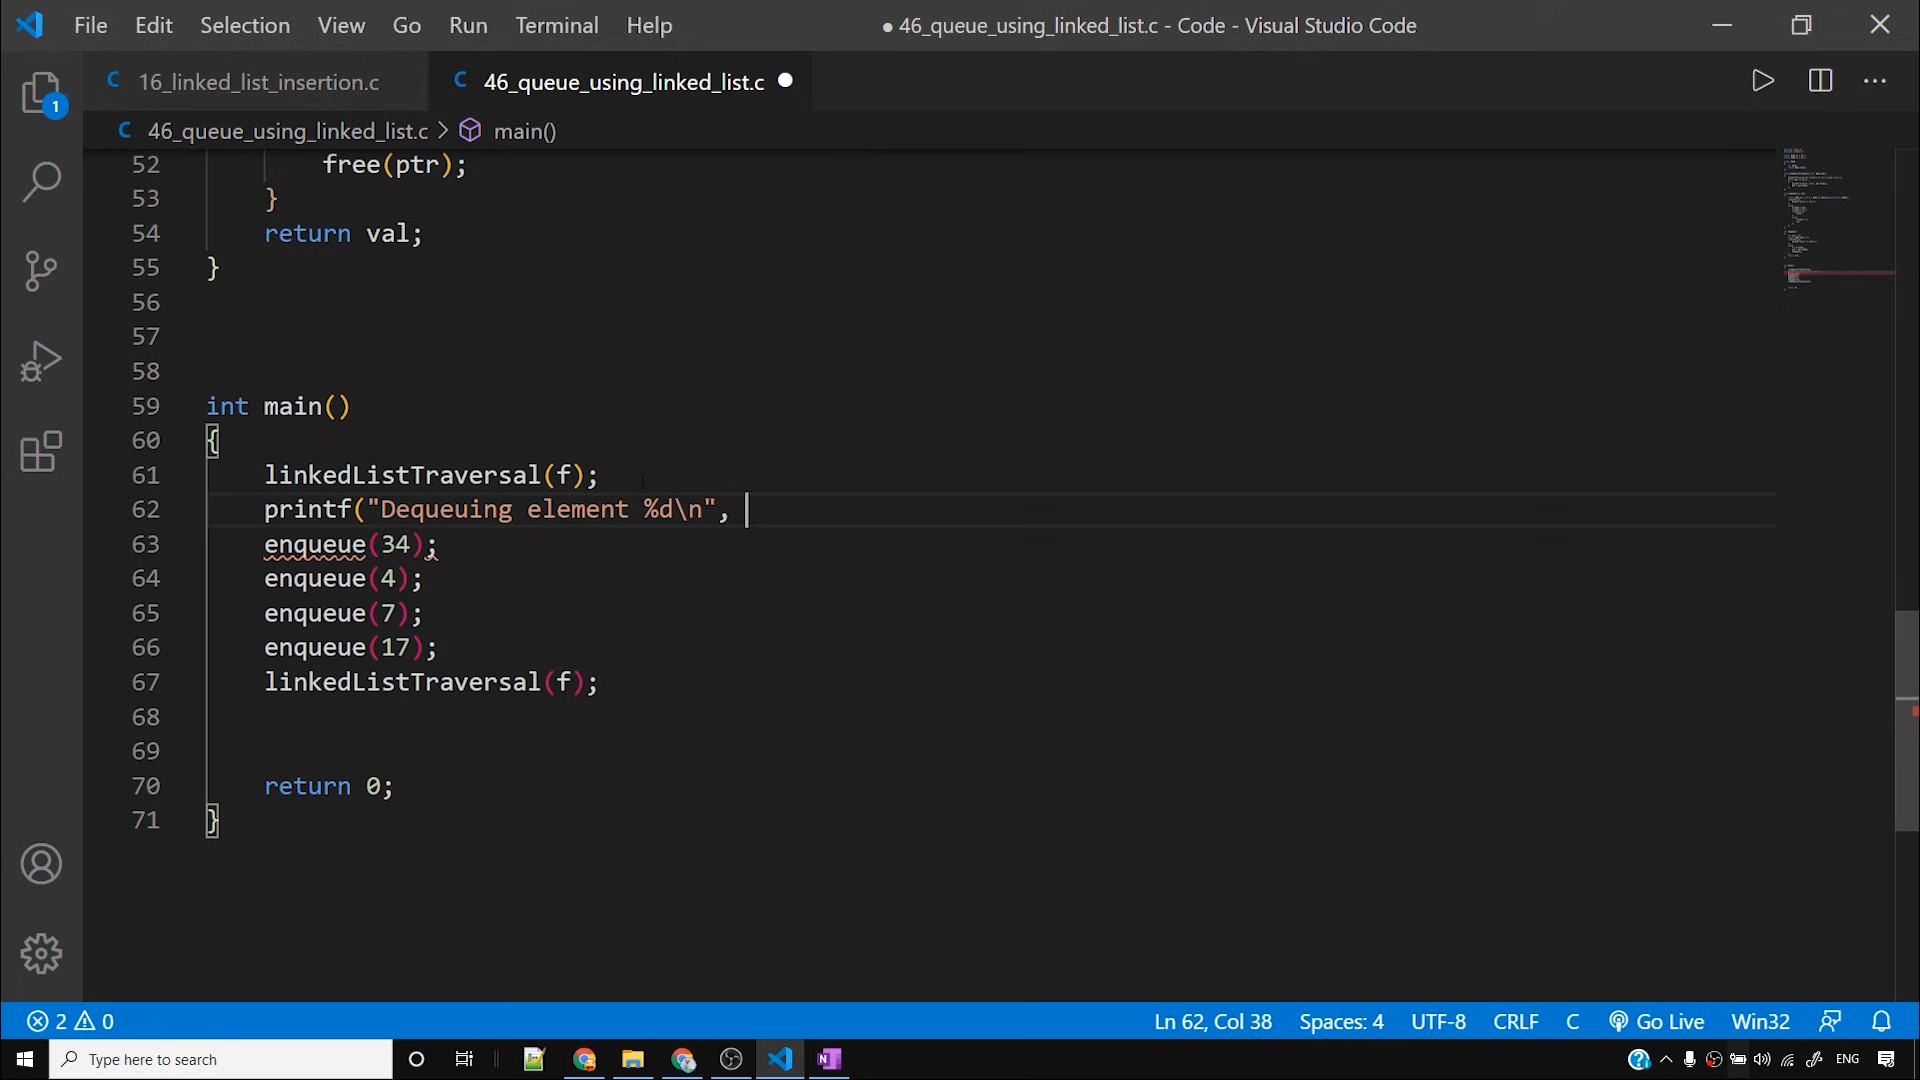 File Edit Selection View Go Run Terminal Help
● 46_queue_using_linked_list.c - Code - Visual Studio Code
C 16_linked_list_insertion.c
C 46_queue_using_linked_list.c
C 46_queue_using_linked_list.c > main()
1
52 free(ptr);
53 }
54 return val;
55 }
56
57
58
59 int main()
60 {
61 linkedListTraversal(f);
62 printf("Dequeuing element %d\n",
63 enqueue(34);
64 enqueue(4);
65 enqueue(7);
66 enqueue(17);
67 linkedListTraversal(f);
68
69
70 return 0;
71 }
2 0 Ln 62, Col 38 Spaces: 4 UTF-8 CRLF C Go Live Win32
Type here to search
ENG